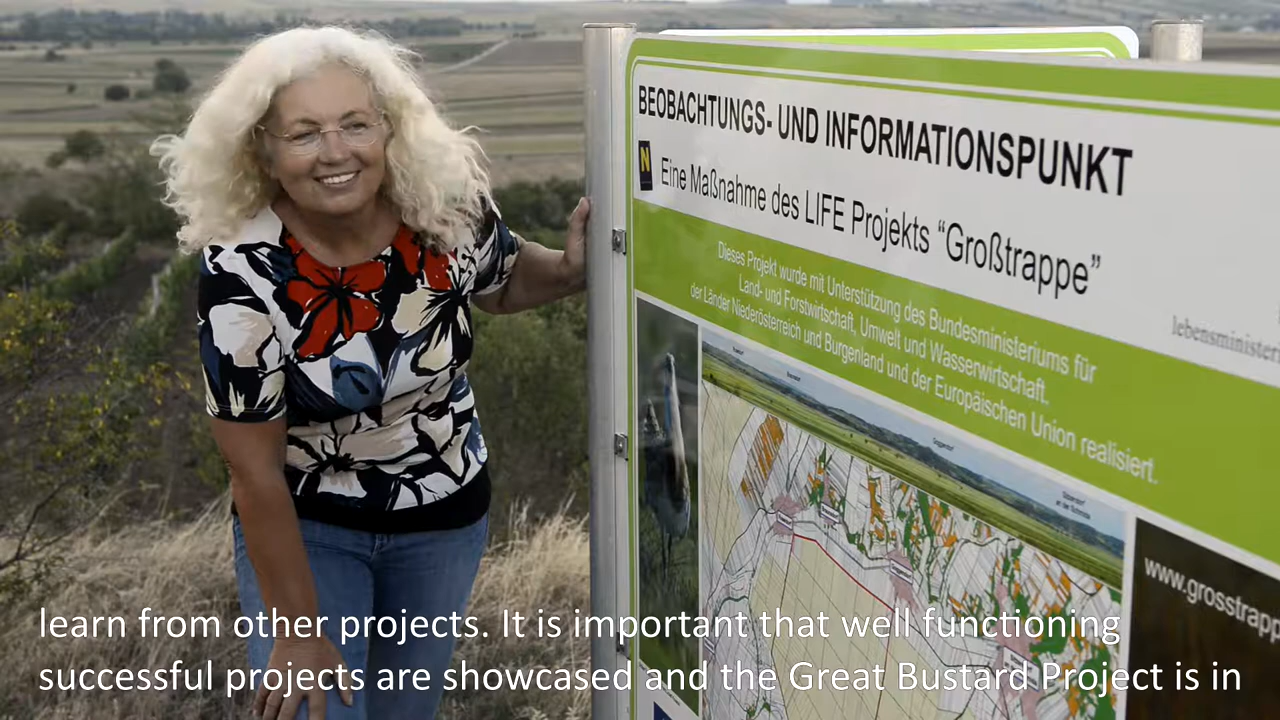 BEOBACHTUNGS- UND INFORMATIONSPUNKT
N
Eine Maßnahme des LIFE Projekts “Großtrappe”
Dieses Projekt wurde mit Unterstützung des Bundesministeriums für
Land- und Forstwirtschaft, Umwelt und Wasserwirtschaft.
der Länder Niederösterreich und Burgenland und der Europäischen Union realisiert.
lebensministeri
www.grosstrapp
learn from other projects. It is important that well functioning
successful projects are showcased and the Great Bustard Project is in